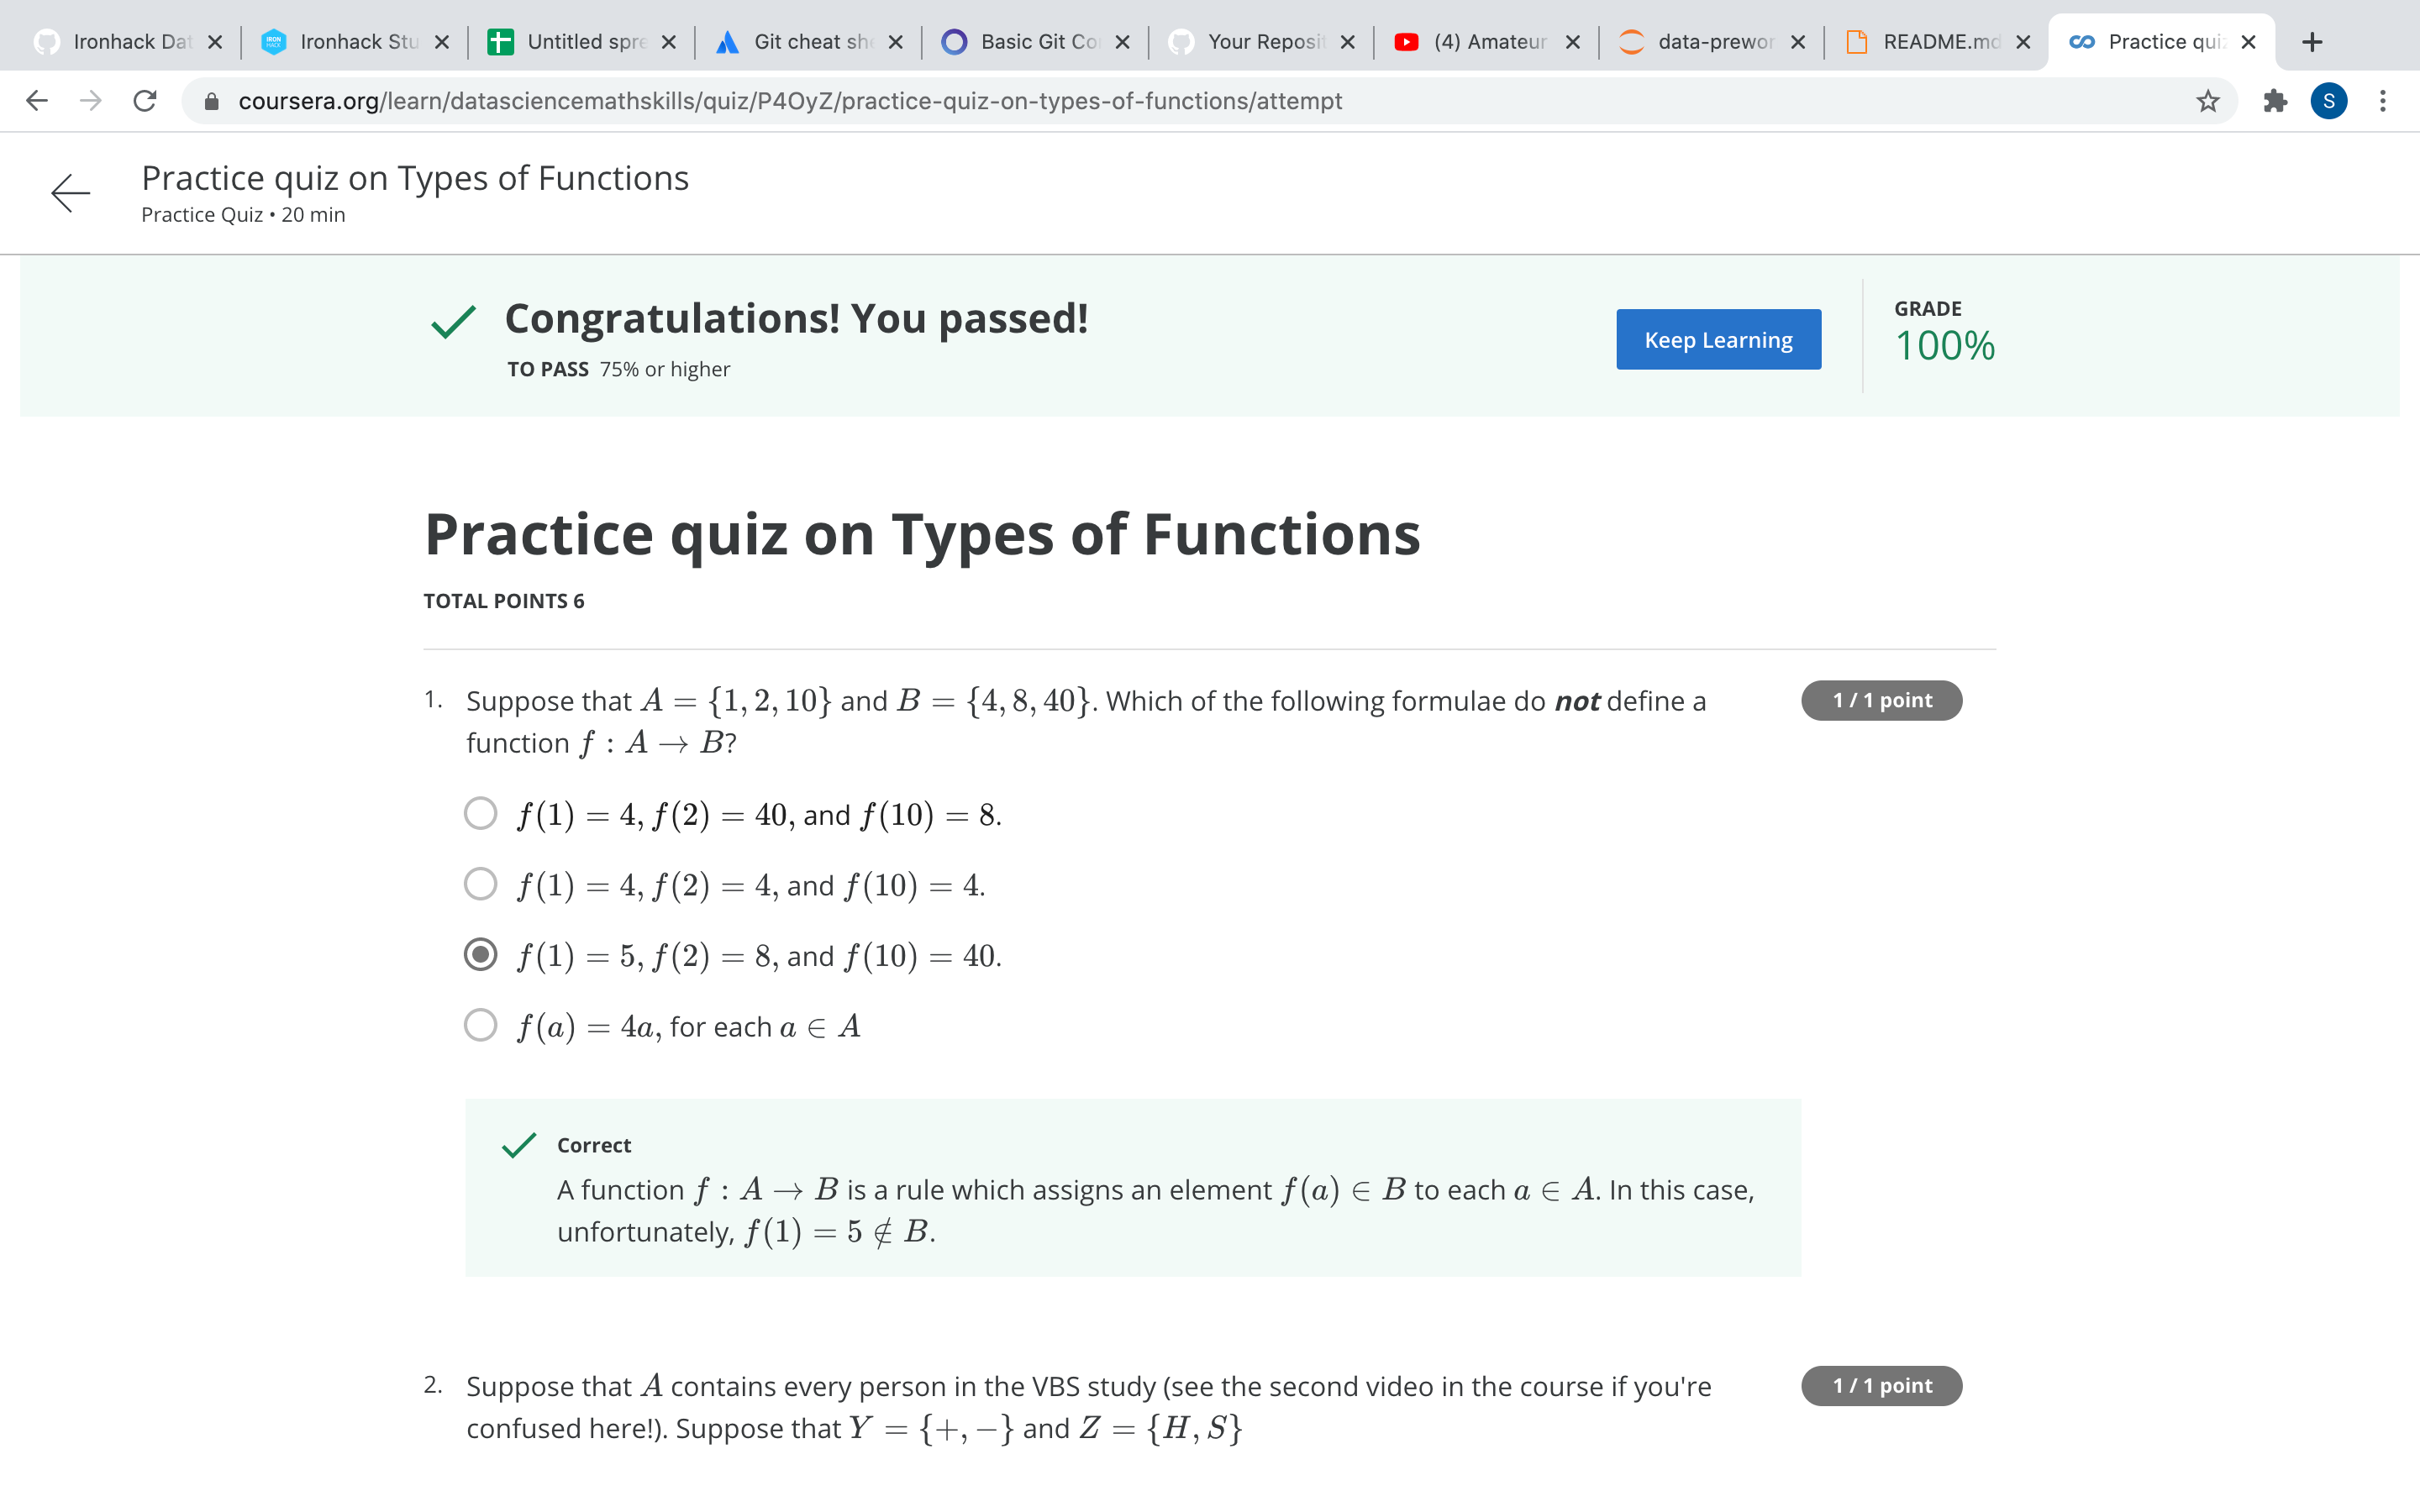 Ironhack Dat
Ironhack Stu
Untitled spre
Git cheat she
Basic Git Co
Your Reposit
(4) Amateur
data-prewor
README.md
Practice qui
coursera.org/learn/datasciencemathskills/quiz/P4OyZ/practice-quiz-on-types-of-functions/attempt
S
Practice quiz on Types of Functions
Practice Quiz • 20 min
Congratulations! You passed!
TO PASS 75% or higher
Keep Learning
GRADE
100%
Practice quiz on Types of Functions
TOTAL POINTS 6
1. Suppose that A = {1, 2, 10} and B = {4, 8, 40}. Which of the following formulae do not define a
function f : A → B?
1 / 1 point
f(1) = 4, f(2) = 40, and f(10) = 8.
f(1) = 4, f(2) = 4, and f(10) = 4.
f(1) = 5, f(2) = 8, and f(10) = 40.
f(a) = 4a, for each a ∈ A
Correct
A function f : A → B is a rule which assigns an element f(a) ∈ B to each a ∈ A. In this case,
unfortunately, f(1) = 5 ∉ B.
2. Suppose that A contains every person in the VBS study (see the second video in the course if you're
confused here!). Suppose that Y = {+, −} and Z = {H, S}
1 / 1 point